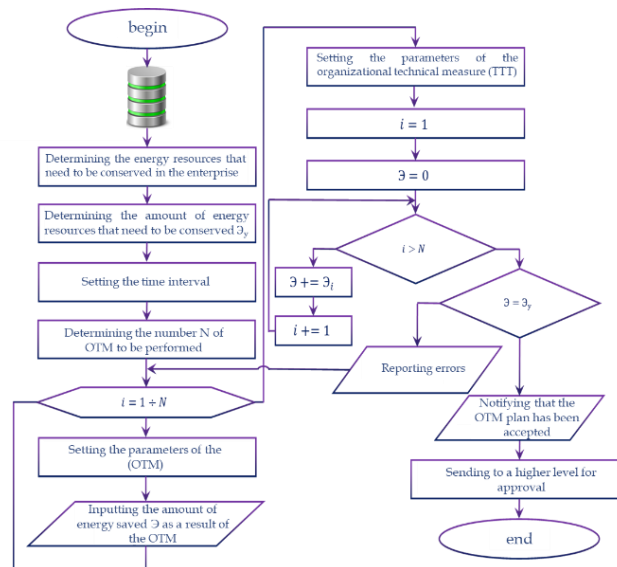 begin
Determining the energy resources that
need to be conserved in the enterprise
Determining the amount of energy
resources that need to be conserved Э_y
Setting the time interval
Determining the number N of
OTM to be performed
i = 1 ÷ N
Setting the parameters of the
(OTM)
Inputting the amount of
energy saved Э as a result of
the OTM
Setting the parameters of the
organizational technical measure (TTT)
i = 1
Э = 0
i > N
Э += Э_i
i += 1
Э = Э_y
Reporting errors
Notifying that the
OTM plan has been
accepted
Sending to a higher level for
approval
end